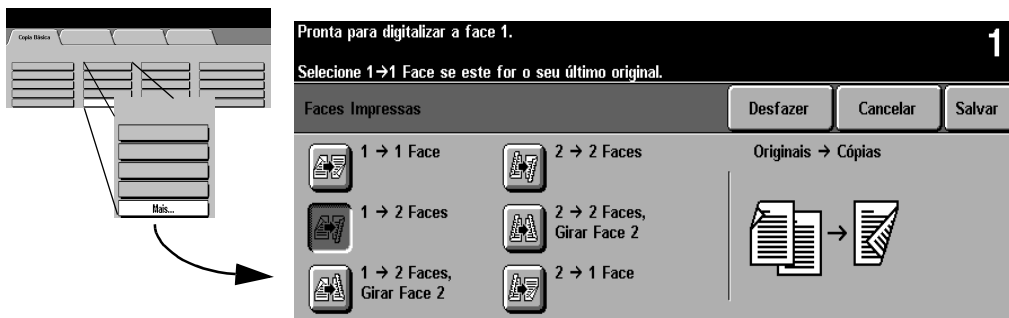 Copia Básica
Mais...
Pronta para digitalizar a face 1.
1
Selecione 1→1 Face se este for o seu último original.
Faces Impressas
Desfazer
Cancelar
Salvar
1 → 1 Face
2 → 2 Faces
Originais → Cópias
1 → 2 Faces
2 → 2 Faces,
Girar Face 2
1 → 2 Faces,
Girar Face 2
2 → 1 Face